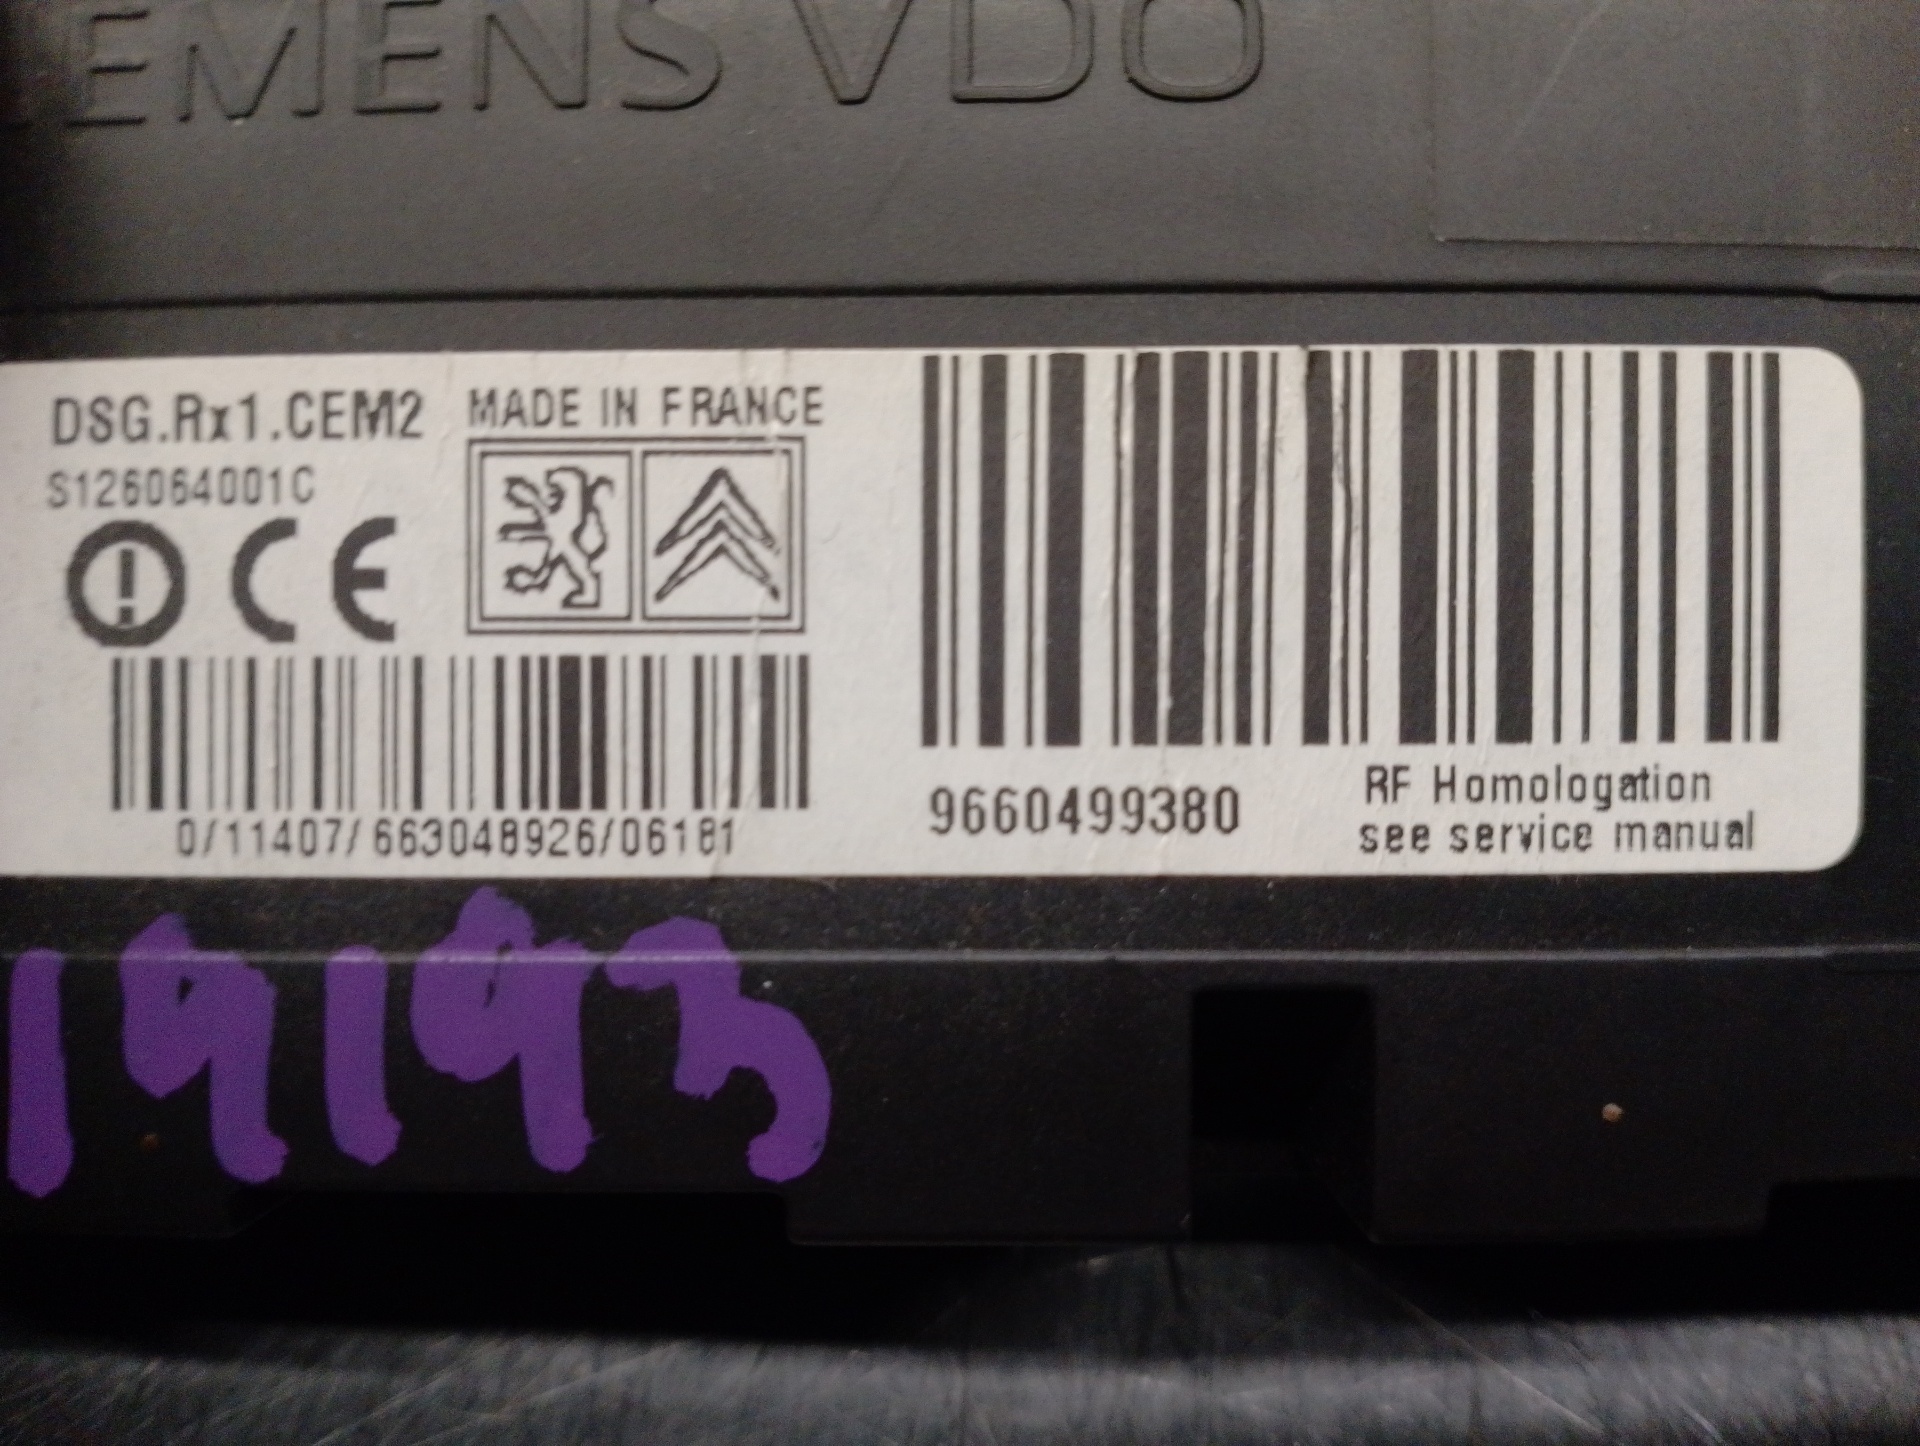 EMENS VDO
DSG.Rx1.CEM2
MADE IN FRANCE
S126064001C
CE
0/11407/663048926/06181
9660499380
RF Homologation
see service manual
19193